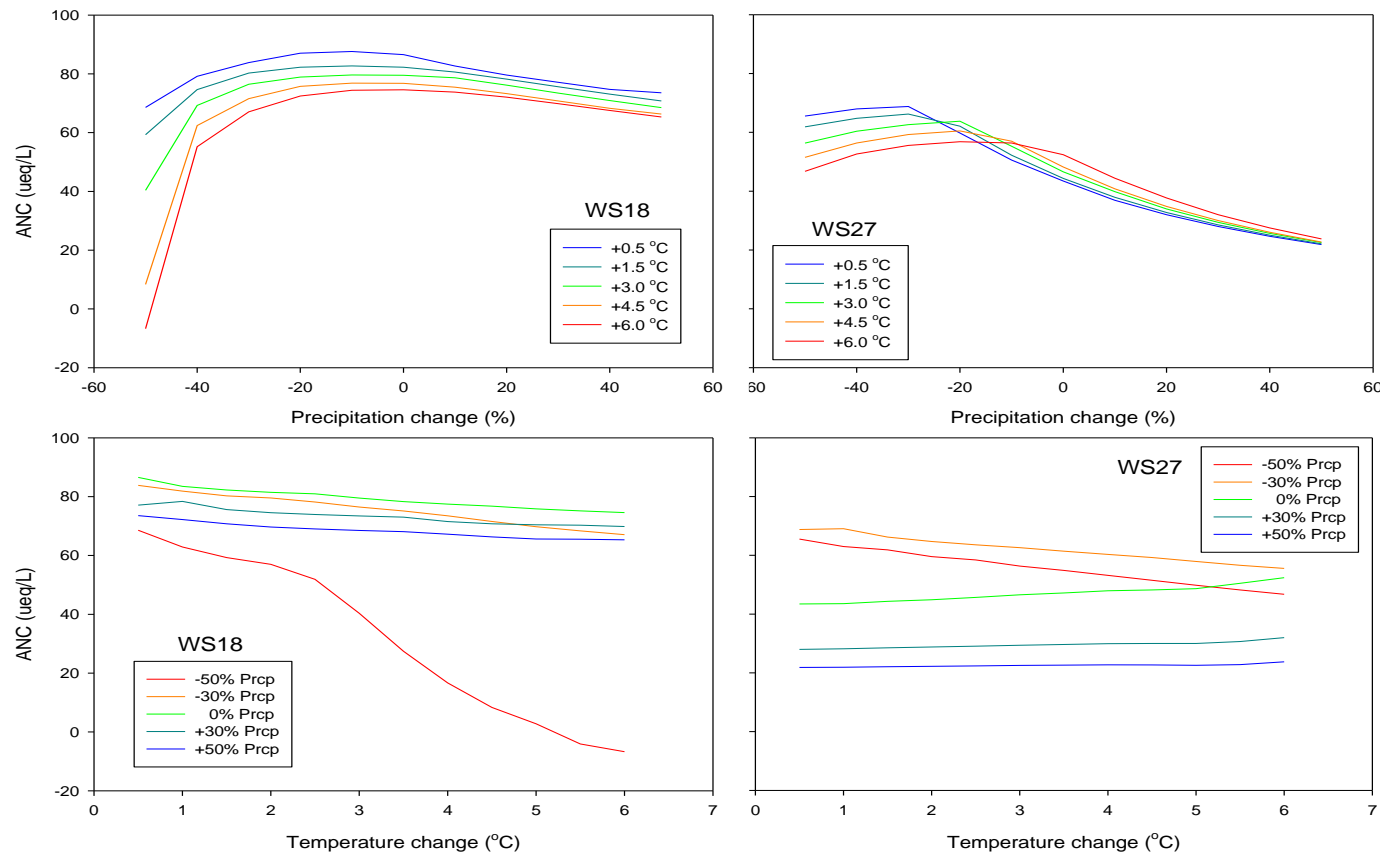 ANC (ueq/L)
100
80
60
40
20
0
-20
-60
-40
-20
0
20
40
60
Precipitation change (%)
WS18
+0.5 °C
+1.5 °C
+3.0 °C
+4.5 °C
+6.0 °C
60
-40
-20
0
20
40
60
Precipitation change (%)
WS27
+0.5 °C
+1.5 °C
+3.0 °C
+4.5 °C
+6.0 °C
ANC (ueq/L)
100
80
60
40
20
0
-20
0
1
2
3
4
5
6
7
Temperature change (°C)
WS18
-50% Prcp
-30% Prcp
0% Prcp
+30% Prcp
+50% Prcp
0
1
2
3
4
5
6
7
Temperature change (°C)
WS27
-50% Prcp
-30% Prcp
0% Prcp
+30% Prcp
+50% Prcp